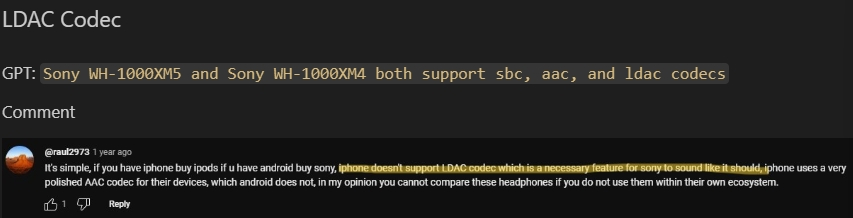 LDAC Codec
GPT: Sony WH-1000XM5 and Sony WH-1000XM4 both support sbc, aac, and ldac codecs
Comment
@raul2973 1 year ago
It's simple, if you have iphone buy ipods if u have android buy sony, iphone doesn't support LDAC codec which is a necessary feature for sony to sound like it should, iphone uses a very
polished AAC codec for their devices, which android does not, in my opinion you cannot compare these headphones if you do not use them within their own ecosystem.
1 Reply